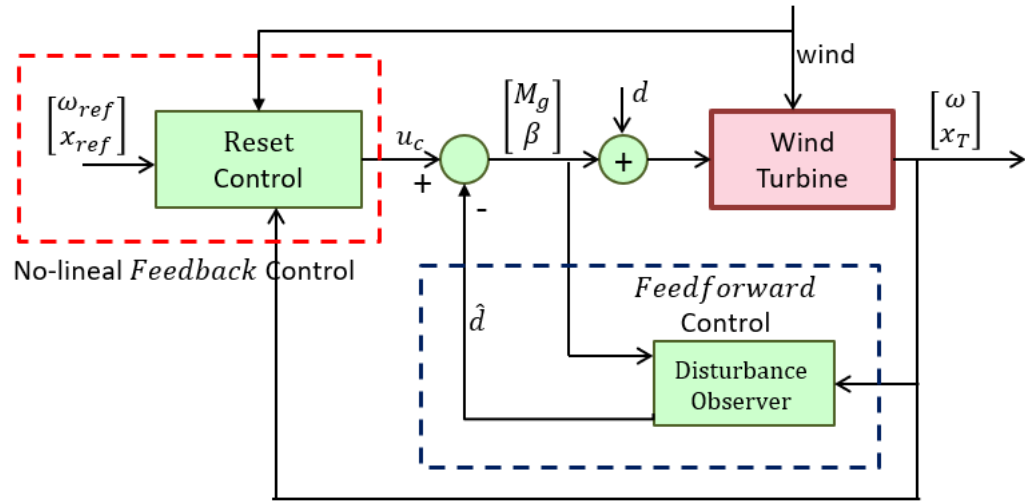 wind
[ω_ref
x_ref]
Reset
Control
u_c
+
-
[M_g
β]
d
+
Wind
Turbine
[ω
x_T]
No-lineal Feedback Control
d̂
Feedforward
Control
Disturbance
Observer